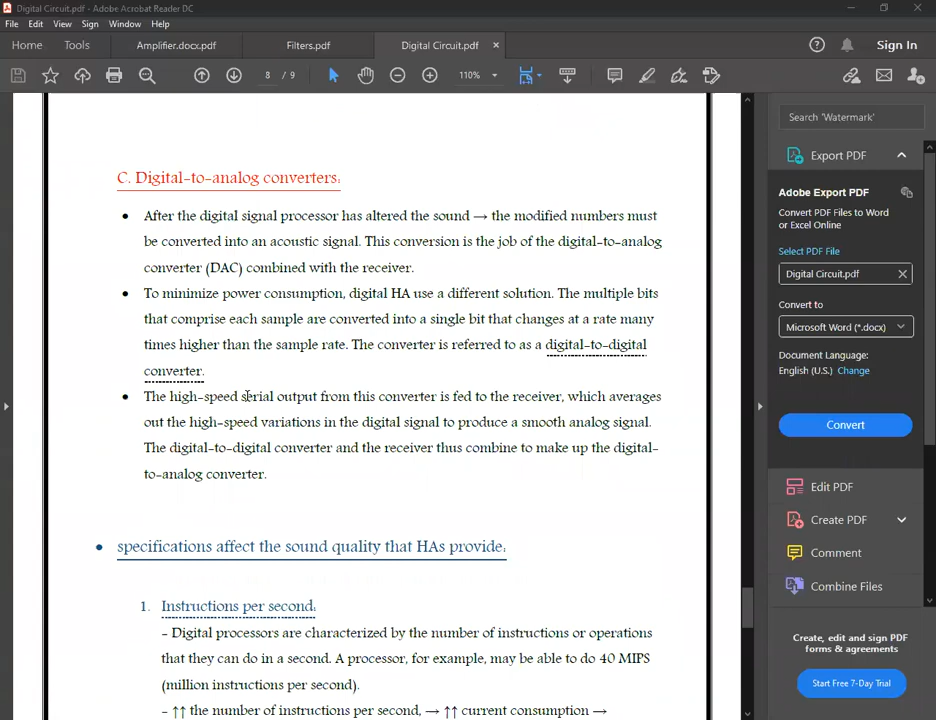 Digital Circuit.pdf - Adobe Acrobat Reader DC
File Edit View Sign Window Help
Home Tools Amplifier.docx.pdf Filters.pdf Digital Circuit.pdf × Sign In
8 / 9 110%
C. Digital-to-analog converters:
• After the digital signal processor has altered the sound → the modified numbers must
be converted into an acoustic signal. This conversion is the job of the digital-to-analog
converter (DAC) combined with the receiver.
• To minimize power consumption, digital HA use a different solution. The multiple bits
that comprise each sample are converted into a single bit that changes at a rate many
times higher than the sample rate. The converter is referred to as a digital-to-digital
converter.
• The high-speed serial output from this converter is fed to the receiver, which averages
out the high-speed variations in the digital signal to produce a smooth analog signal.
The digital-to-digital converter and the receiver thus combine to make up the digital-
to-analog converter.
• specifications affect the sound quality that HAs provide:
1. Instructions per second:
- Digital processors are characterized by the number of instructions or operations
that they can do in a second. A processor, for example, may be able to do 40 MIPS
(million instructions per second).
- ↑↑ the number of instructions per second, → ↑↑ current consumption →
Search 'Watermark'
Export PDF
Adobe Export PDF
Convert PDF Files to Word
or Excel Online
Select PDF File
Digital Circuit.pdf
Convert to
Microsoft Word (*.docx)
Document Language:
English (U.S.) Change
Convert
Edit PDF
Create PDF
Comment
Combine Files
Create, edit and sign PDF
forms & agreements
Start Free 7-Day Trial